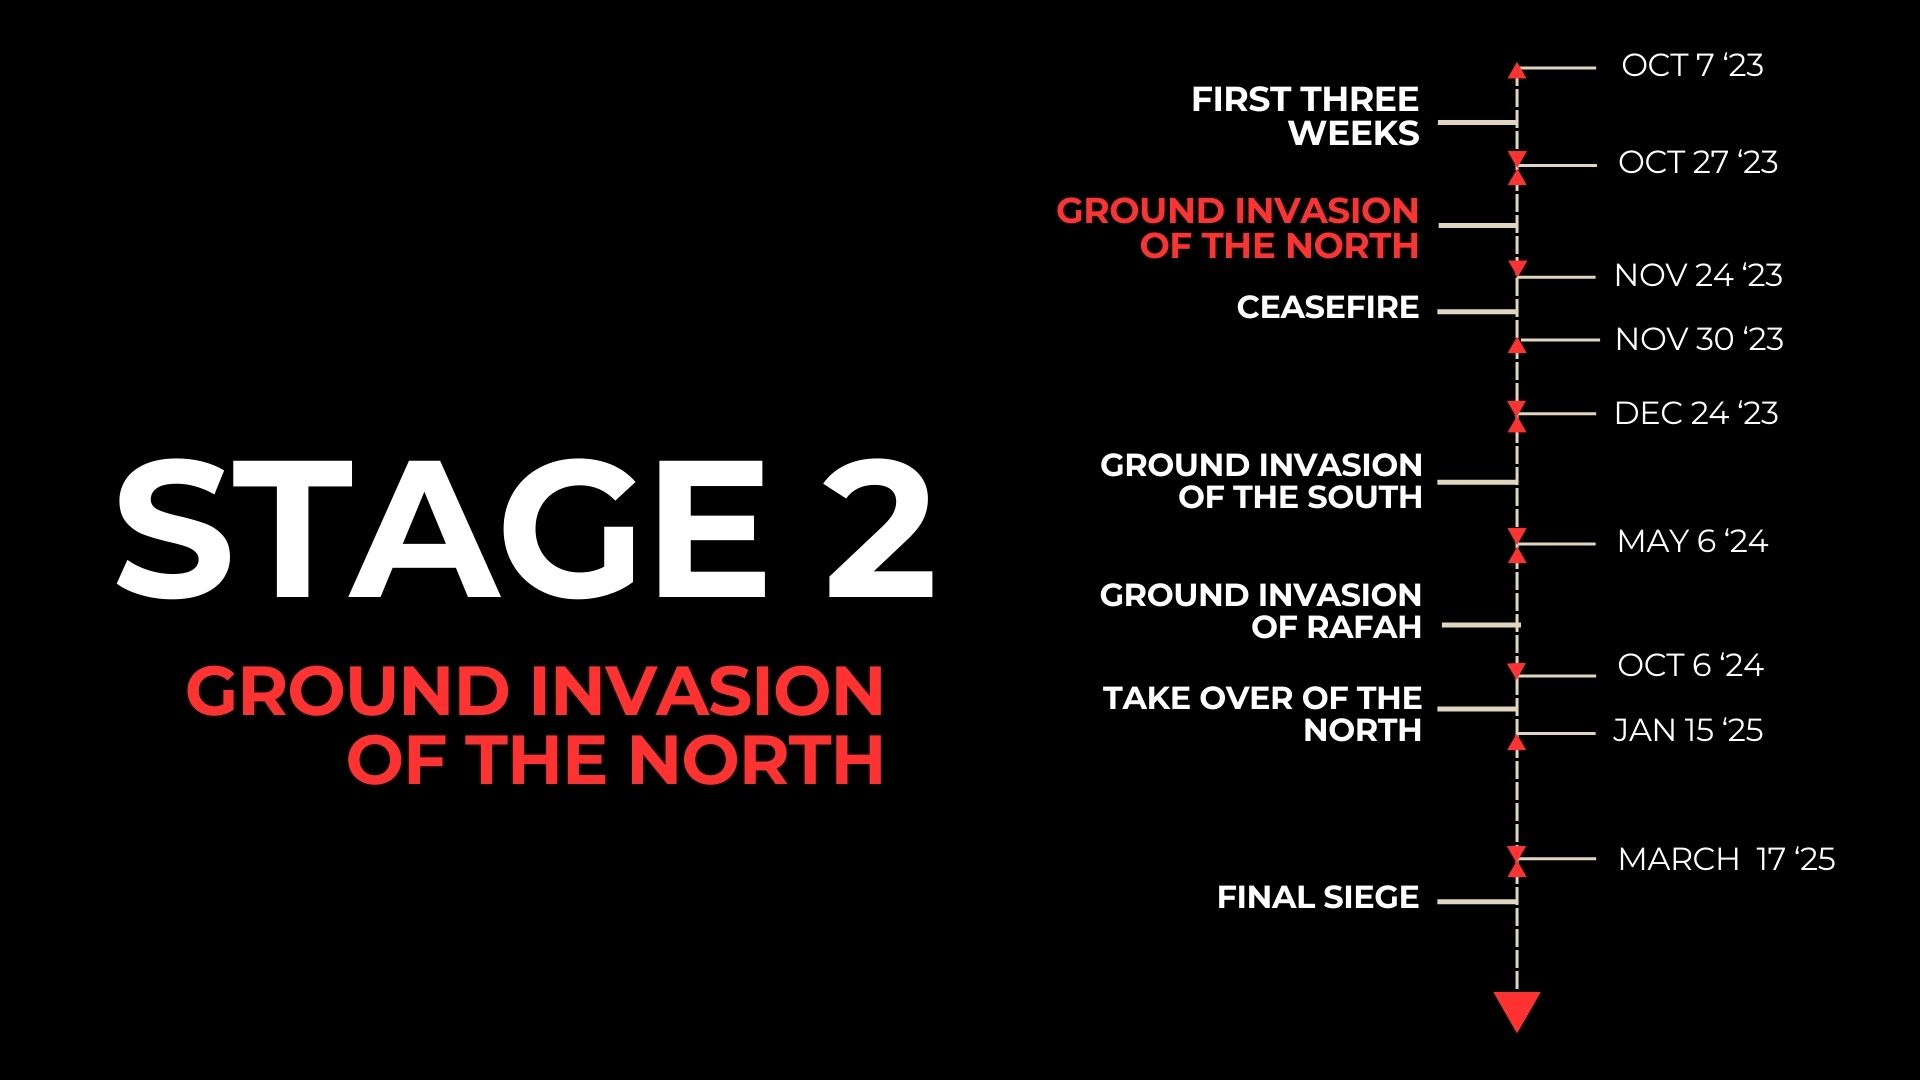 STAGE 2
GROUND INVASION
OF THE NORTH
OCT 7 ‘23
FIRST THREE
WEEKS
OCT 27 ‘23
GROUND INVASION
OF THE NORTH
NOV 24 ‘23
CEASEFIRE
NOV 30 ‘23
DEC 24 ‘23
GROUND INVASION
OF THE SOUTH
MAY 6 ‘24
GROUND INVASION
OF RAFAH
OCT 6 ‘24
TAKE OVER OF THE
NORTH
JAN 15 ‘25
MARCH  17 ‘25
FINAL SIEGE